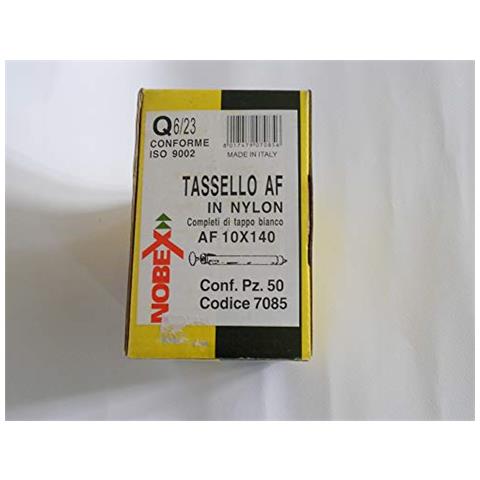 Q6/23
CONFORME
ISO 9002
8017479070854
MADE IN ITALY
TASSELLO AF
IN NYLON
Completi di tappo bianco
AF 10X140
NOBEX
Conf. Pz. 50
Codice 7085